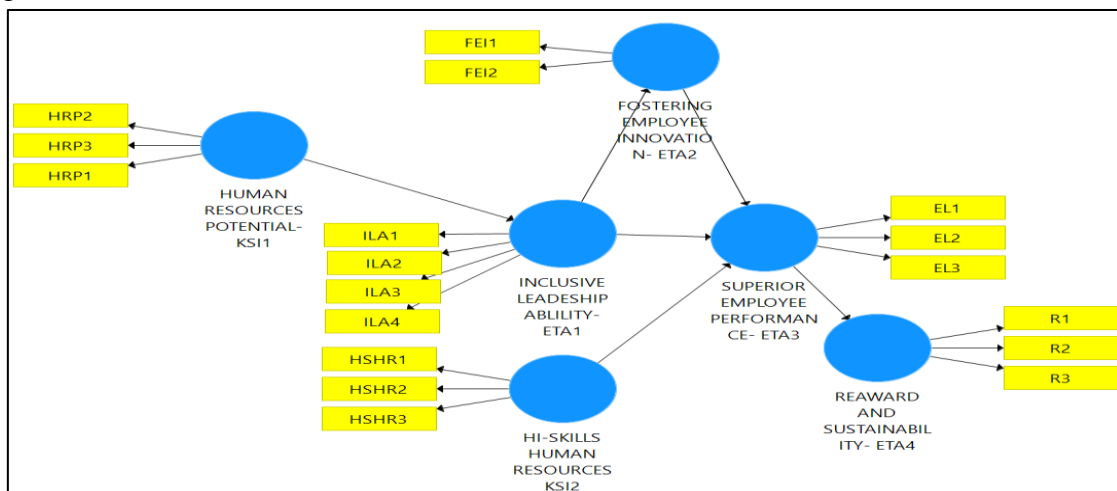 FEI1
FEI2
FOSTERING
EMPLOYEE
INNOVATIO
N- ETA2
HRP2
HRP3
HRP1
HUMAN
RESOURCES
POTENTIAL-
KSI1
ILA1
ILA2
ILA3
ILA4
INCLUSIVE
LEADESHIP
ABLILITY-
ETA1
EL1
EL2
EL3
SUPERIOR
EMPLOYEE
PERFORMAN
CE- ETA3
HSHR1
HSHR2
HSHR3
HI-SKILLS
HUMAN
RESOURCES
KSI2
R1
R2
R3
REAWARD
AND
SUSTAINABIL
ITY- ETA4